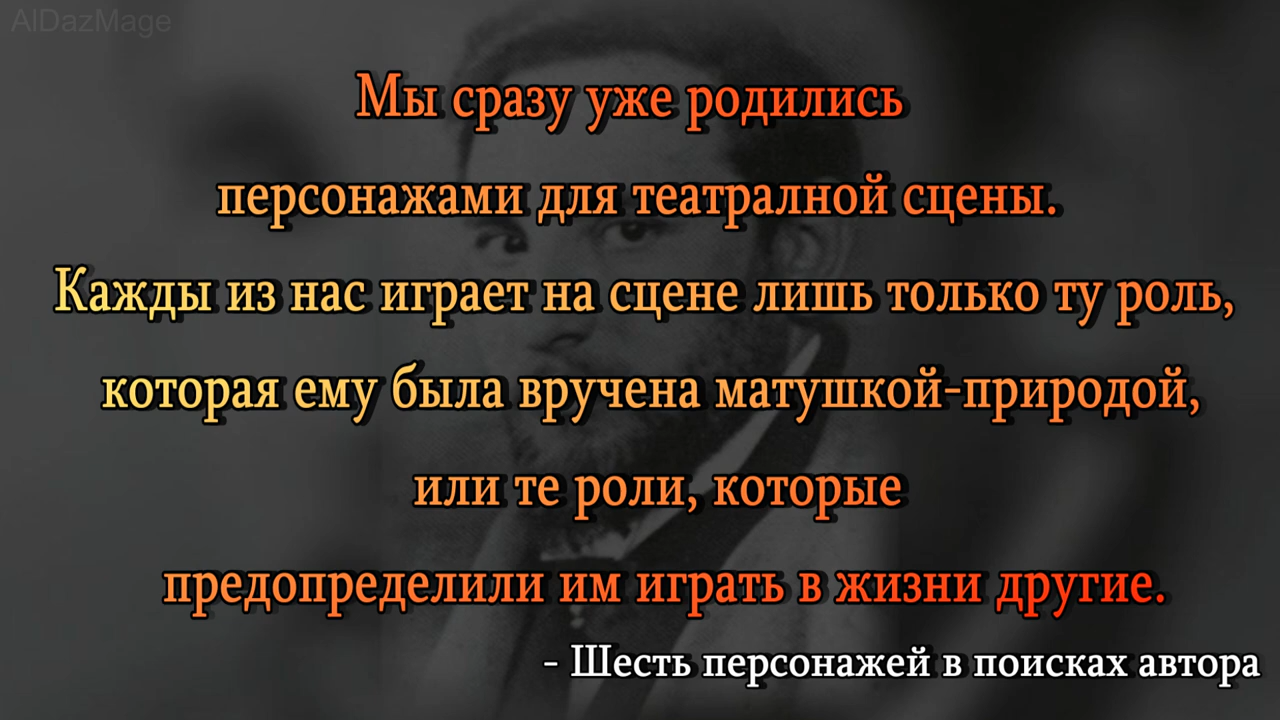 AlDazMage
Мы сразу уже родились
персонажами для театралной сцены.
Кажды из нас играет на сцене лишь только ту роль,
которая ему была вручена матушкой-природой,
или те роли, которые
предопределили им играть в жизни другие.
- Шесть персонажей в поисках автора